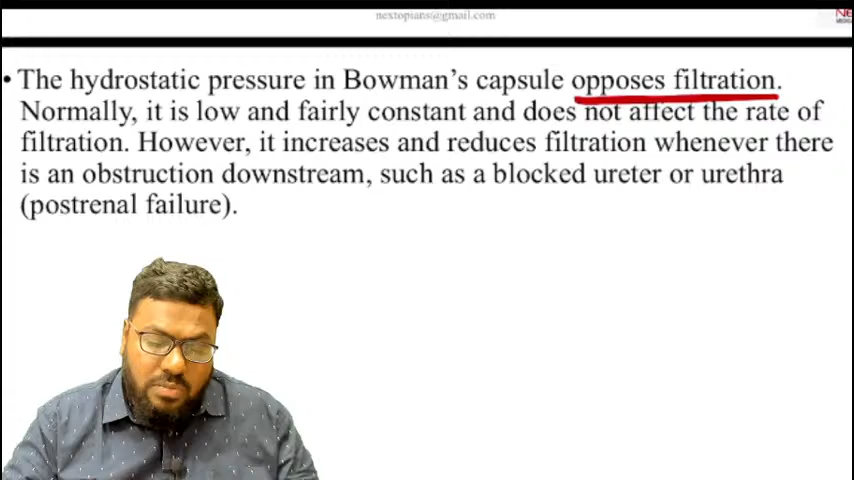 nextopians@gmail.com
• The hydrostatic pressure in Bowman's capsule opposes filtration.
Normally, it is low and fairly constant and does not affect the rate of
filtration. However, it increases and reduces filtration whenever there
is an obstruction downstream, such as a blocked ureter or urethra
(postrenal failure).